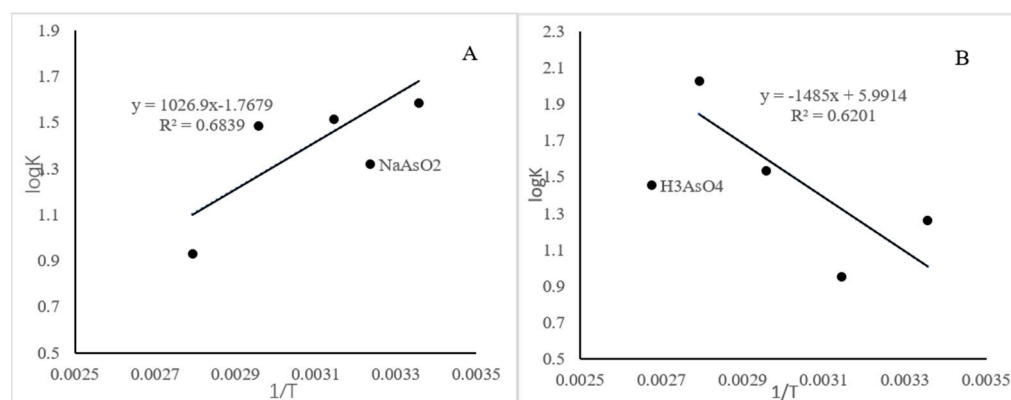 A
1.9
1.7
1.5
1.3
1.1
0.9
0.7
0.5
logK
y = 1026.9x-1.7679
R² = 0.6839
NaAsO2
0.0025
0.0027
0.0029
0.0031
0.0033
0.0035
1/T
B
2.3
2.1
1.9
1.7
1.5
1.3
1.1
0.9
0.7
0.5
logK
y = -1485x + 5.9914
R² = 0.6201
H3AsO4
0.0025
0.0027
0.0029
0.0031
0.0033
0.0035
1/T